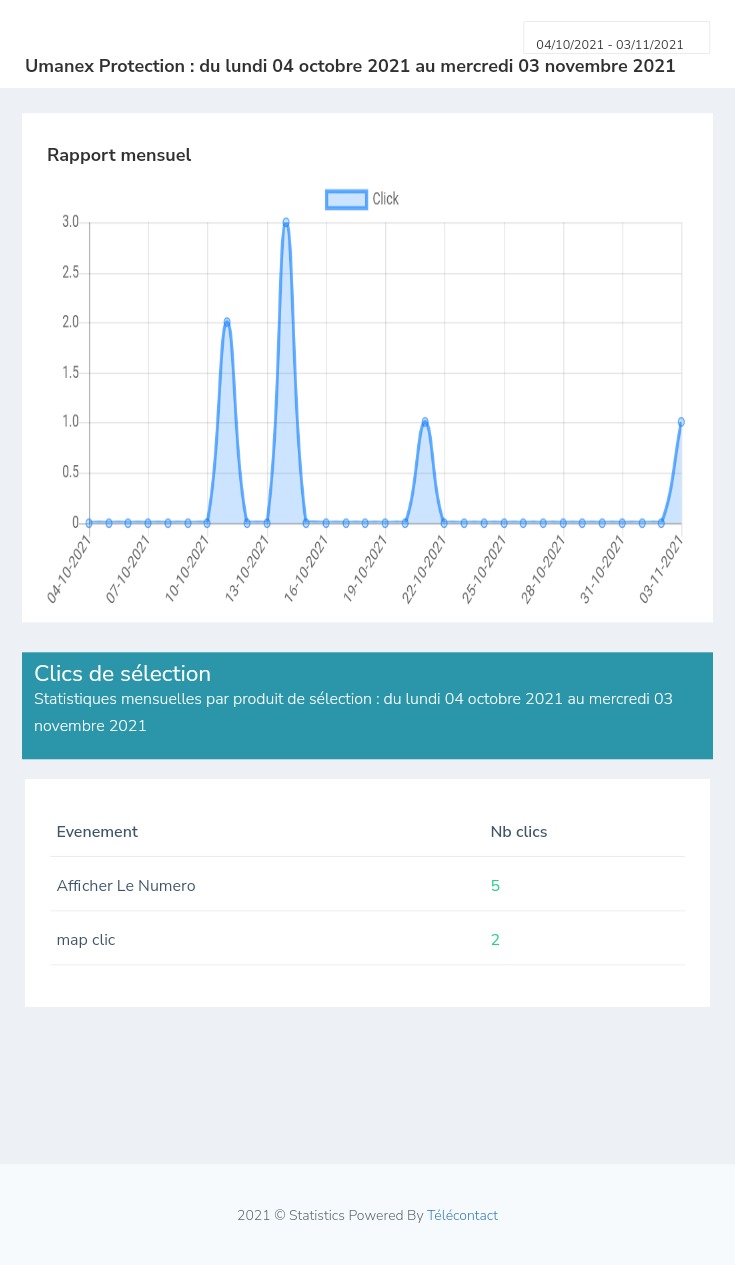 04/10/2021 - 03/11/2021
Umanex Protection : du lundi 04 octobre 2021 au mercredi 03 novembre 2021
Rapport mensuel
Click
3.0
2.5
2.0
1.5
1.0
0.5
0
04-10-2021
07-10-2021
10-10-2021
13-10-2021
16-10-2021
19-10-2021
22-10-2021
25-10-2021
28-10-2021
31-10-2021
03-11-2021
Clics de sélection
Statistiques mensuelles par produit de sélection : du lundi 04 octobre 2021 au mercredi 03
novembre 2021
Evenement Nb clics
Afficher Le Numero 5
map clic 2
2021 © Statistics Powered By Télécontact